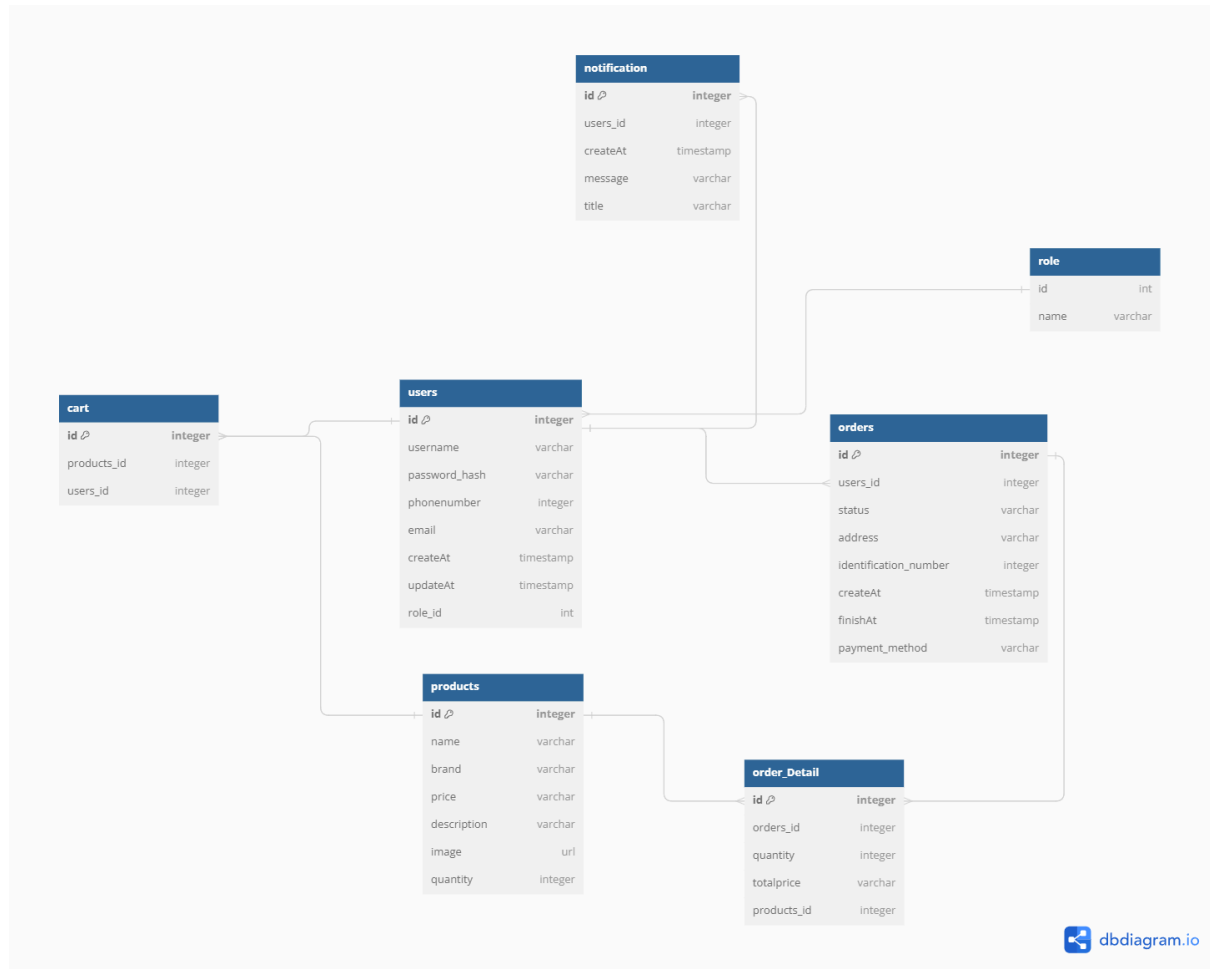 notification
id integer
users_id integer
createAt timestamp
message varchar
title varchar
role
id int
name varchar
cart
id integer
products_id integer
users_id integer
users
id integer
username varchar
password_hash varchar
phonenumber integer
email varchar
createAt timestamp
updateAt timestamp
role_id int
orders
id integer
users_id integer
status varchar
address varchar
identification_number integer
createAt timestamp
finishAt timestamp
payment_method varchar
products
id integer
name varchar
brand varchar
price varchar
description varchar
image url
quantity integer
order_Detail
id integer
orders_id integer
quantity integer
totalprice varchar
products_id integer
dbdiagram.io